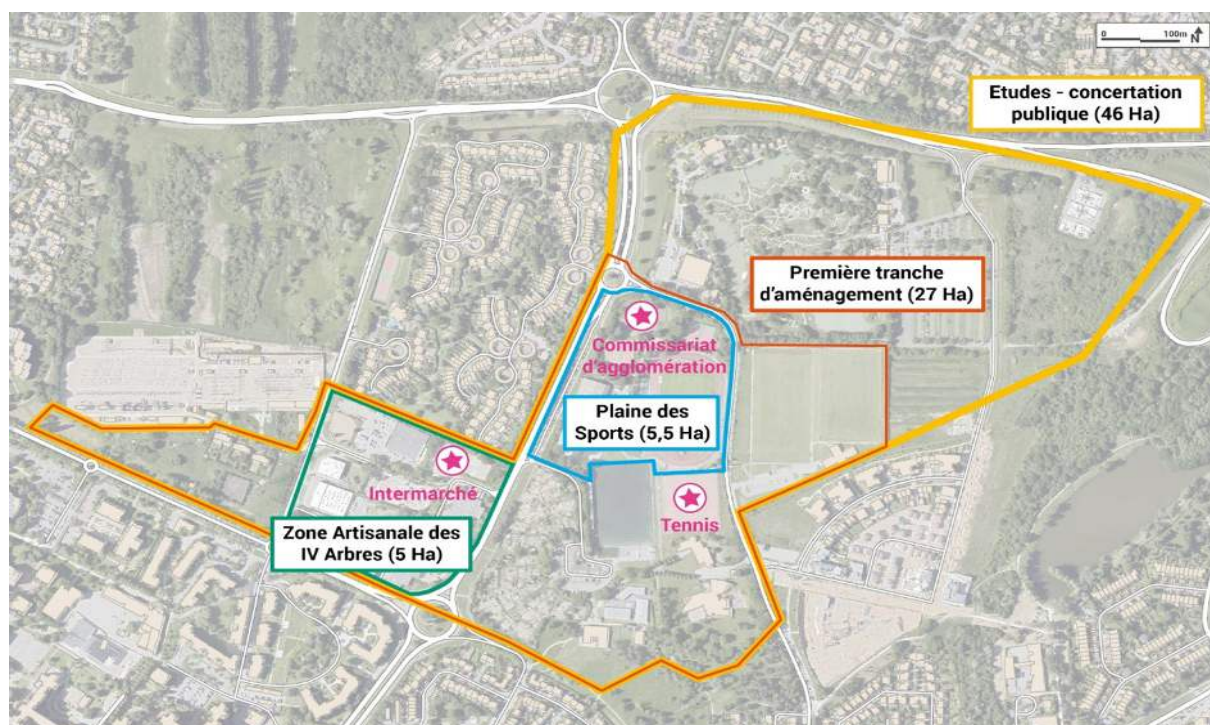 0 100m N
Etudes - concertation
publique (46 Ha)
Première tranche
d'aménagement (27 Ha)
Commissariat
d'agglomération
Plaine des
Sports (5,5 Ha)
Intermarché
Tennis
Zone Artisanale des
IV Arbres (5 Ha)